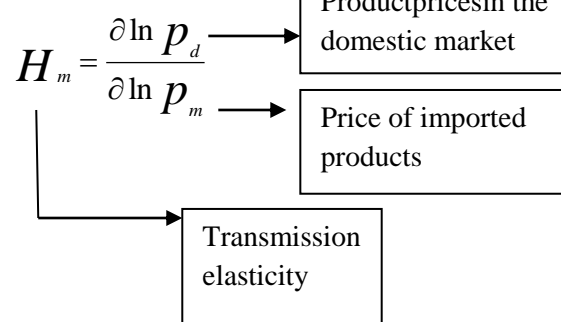 Productpricesin the
domestic market
H_m = ∂ln p_d / ∂ln p_m
Price of imported
products
Transmission
elasticity